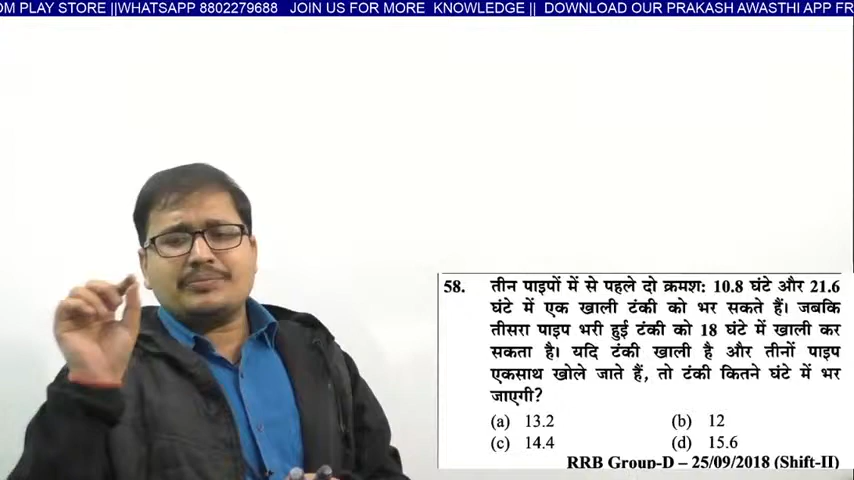 OM PLAY STORE ||WHATSAPP 8802279688 JOIN US FOR MORE KNOWLEDGE || DOWNLOAD OUR PRAKASH AWASTHI APP FR
58. तीन पाइपों में से पहले दो क्रमश: 10.8 घंटे और 21.6
घंटे में एक खाली टंकी को भर सकते हैं। जबकि
तीसरा पाइप भरी हुई टंकी को 18 घंटे में खाली कर
सकता है। यदि टंकी खाली है और तीनों पाइप
एकसाथ खोले जाते हैं, तो टंकी कितने घंटे में भर
जाएगी?
(a) 13.2 (b) 12
(c) 14.4 (d) 15.6
RRB Group-D – 25/09/2018 (Shift-II)